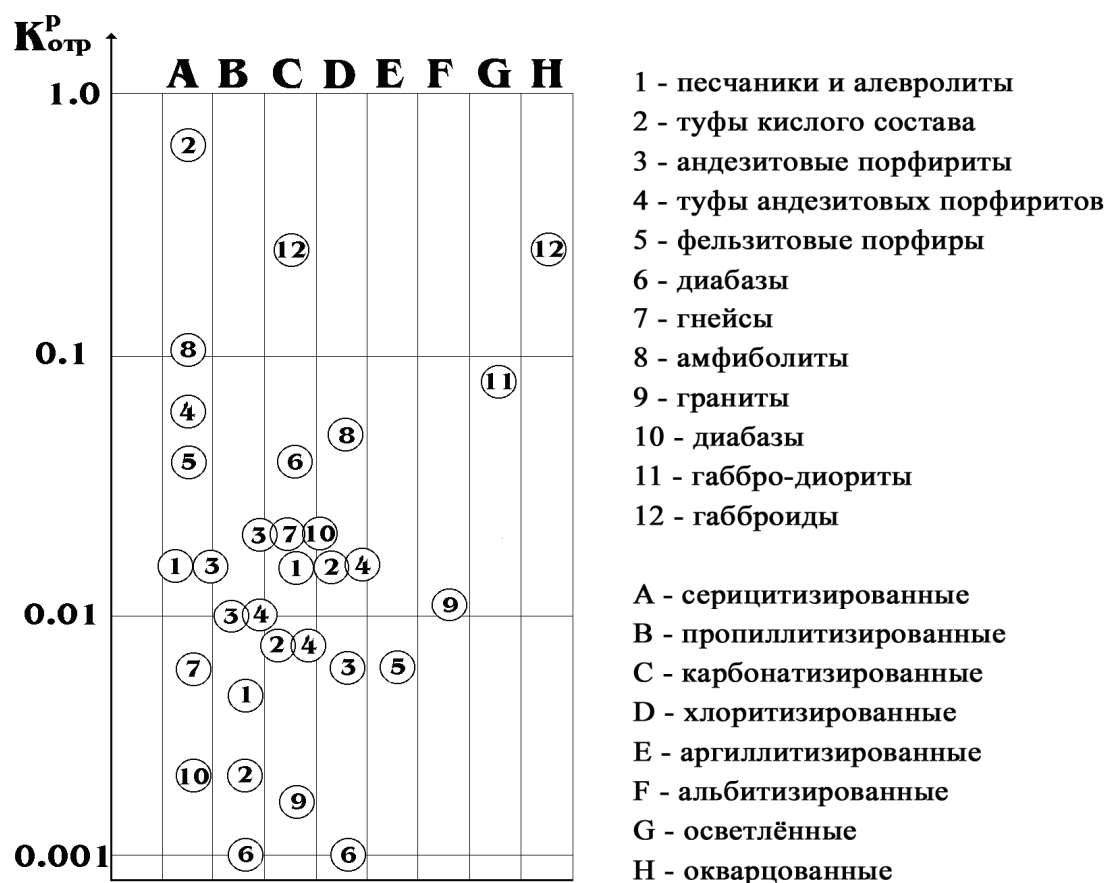 Kᵖотр
A B C D E F G H
1.0
2
12 12
0.1
8
11
4
8
5 6
3 7 10
1 3 1 2 4
0.01
9
3 4
2 4
7 3 5
1
10 2
9
0.001
6 6
1 - песчаники и алевролиты
2 - туфы кислого состава
3 - андезитовые порфириты
4 - туфы андезитовых порфиритов
5 - фельзитовые порфиры
6 - диабазы
7 - гнейсы
8 - амфиболиты
9 - граниты
10 - диабазы
11 - габбро-диориты
12 - габброиды
A - серицитизированные
B - пропиллитизированные
C - карбонатизированные
D - хлоритизированные
E - аргиллитизированные
F - альбитизированные
G - осветлённые
H - окварцованные